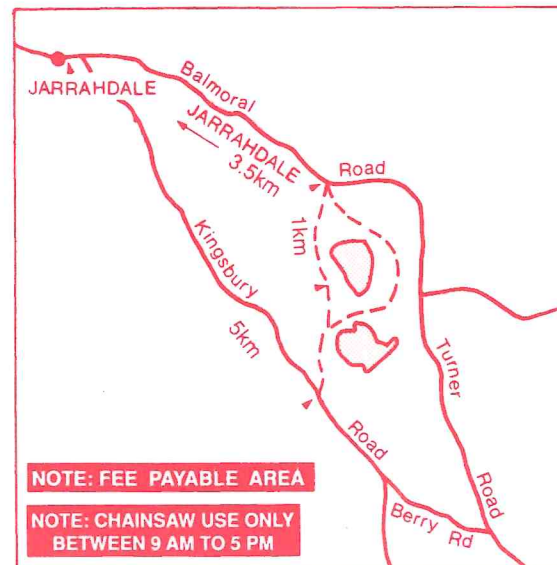 JARRAHDALE
Balmoral
Road
JARRAHDALE
3.5km
1km
Kingsbury
5km
Road
Turner
Road
Berry Rd
NOTE: FEE PAYABLE AREA
NOTE: CHAINSAW USE ONLY
BETWEEN 9 AM TO 5 PM